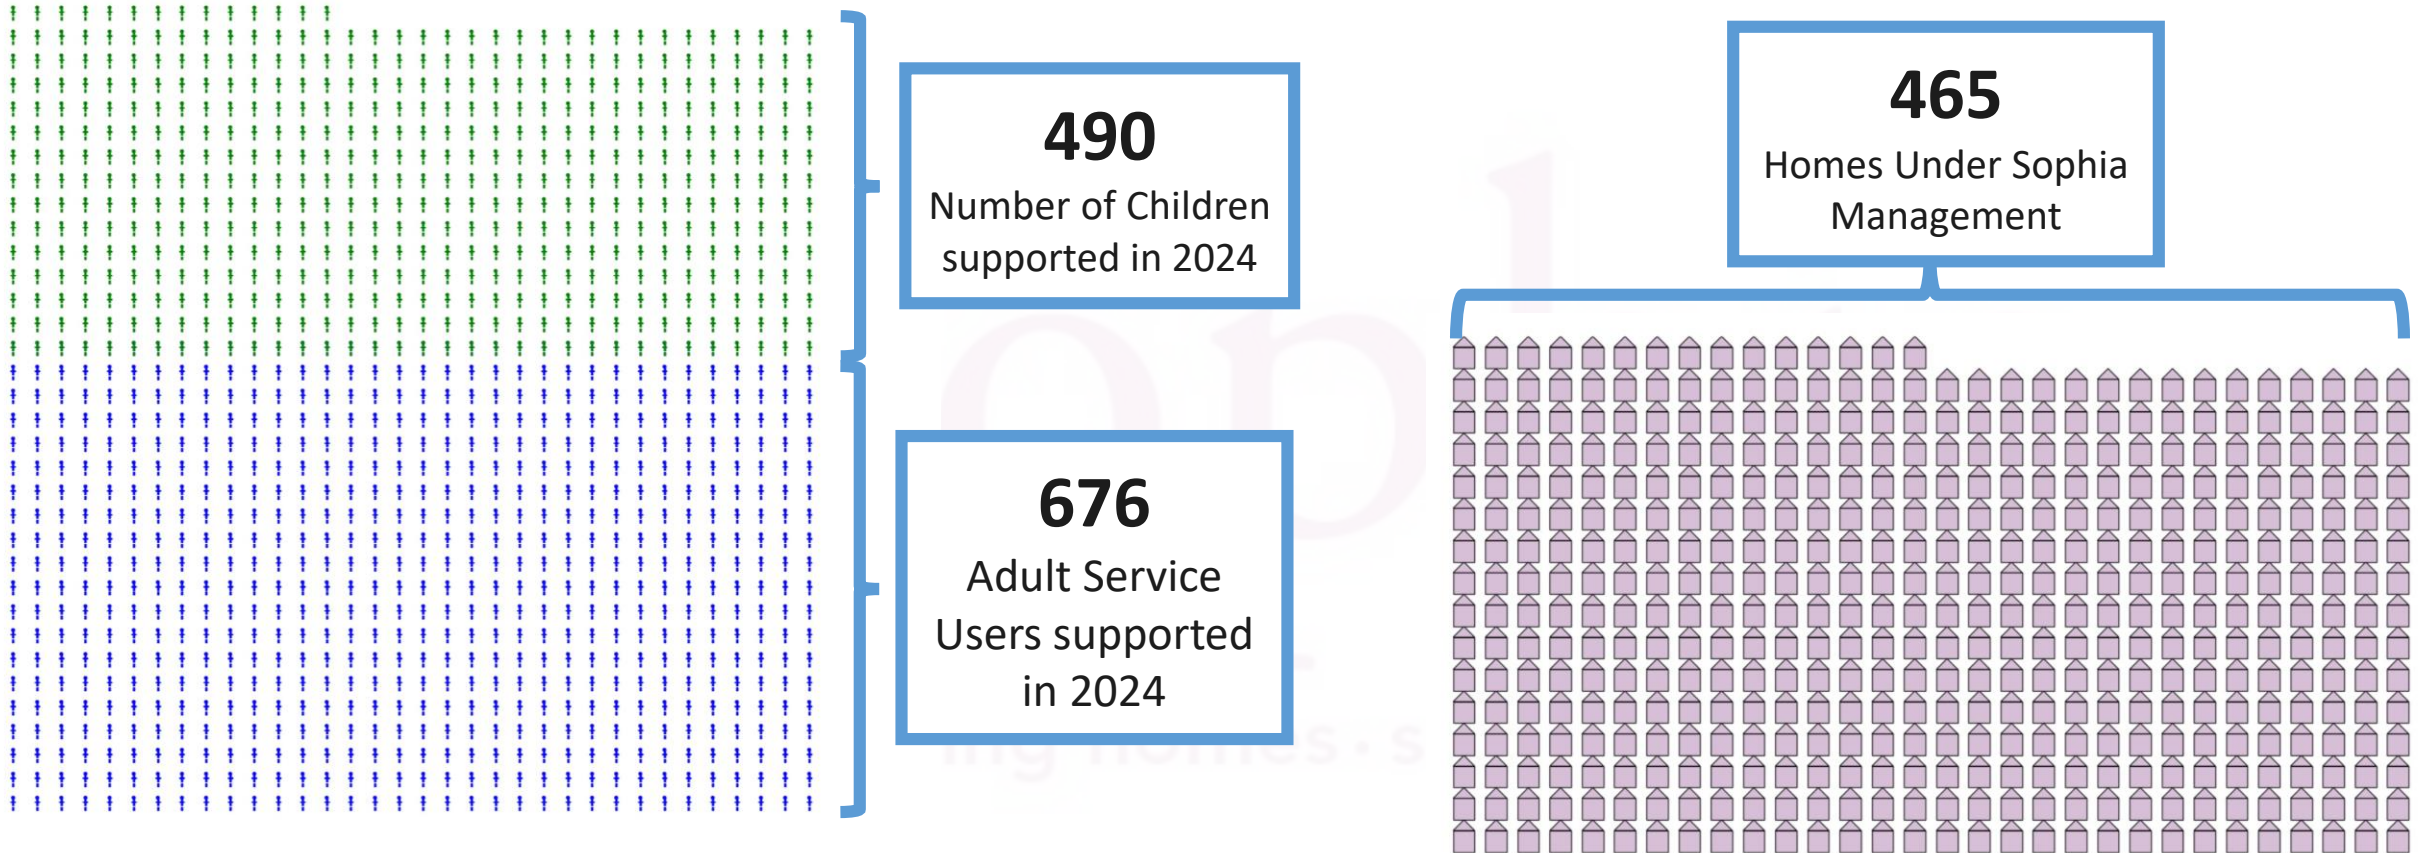 490
Number of Children
supported in 2024
676
Adult Service
Users supported
in 2024
465
Homes Under Sophia
Management